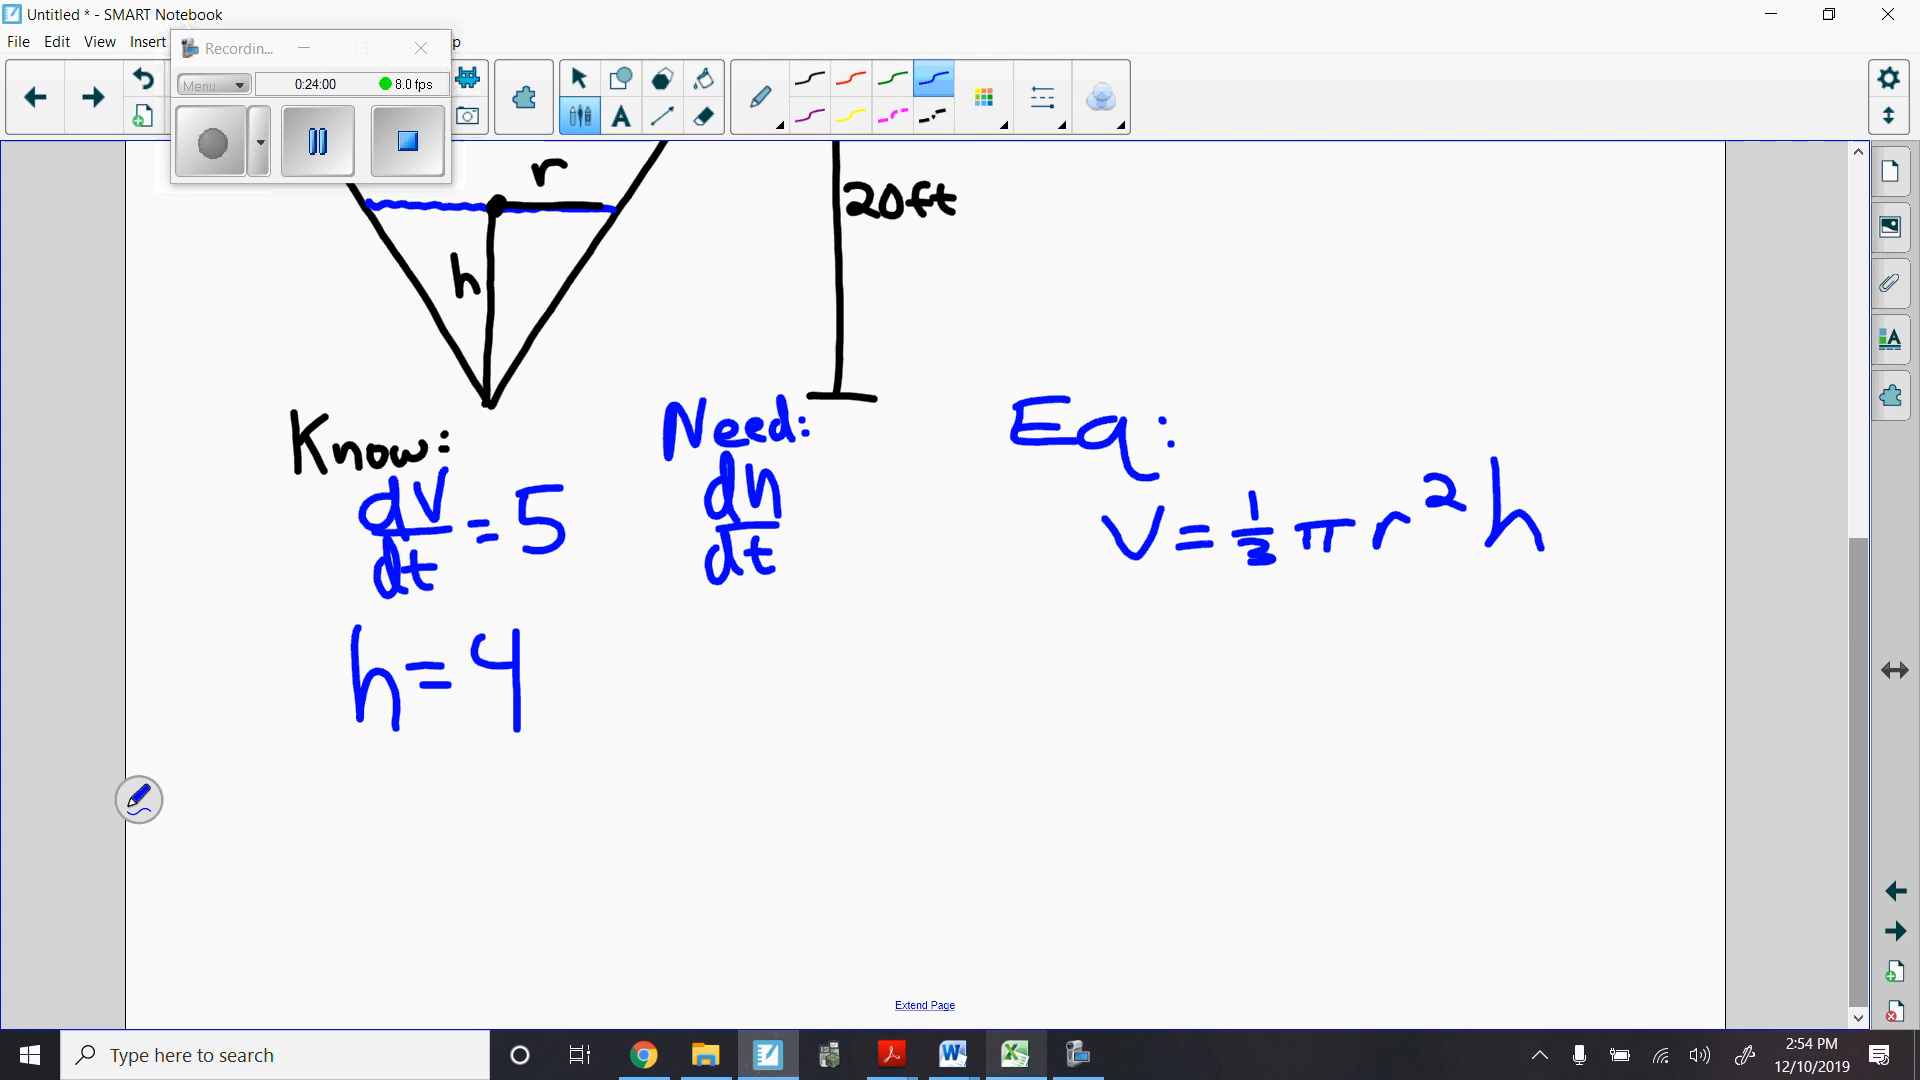 Untitled * - SMART Notebook
File Edit View Insert p
Recordin...
Menu 0:24:00 8.0 fps
A
r
20ft
h
Know: Need: Eq:
dV/dt = 5 dh/dt V = 1/3 π r² h
h = 4
Extend Page
Type here to search
2:54 PM
12/10/2019